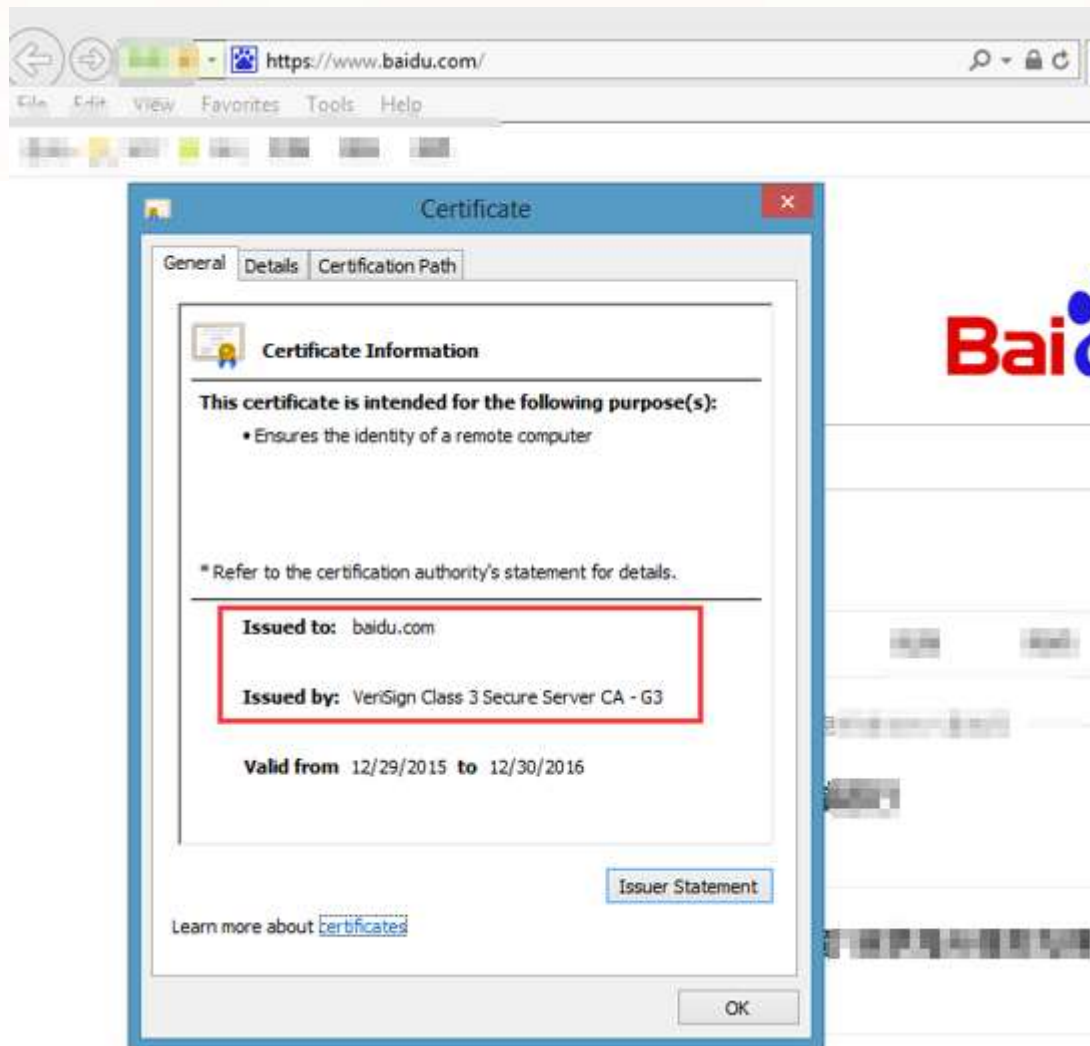 https://www.baidu.com/
File Edit View Favorites Tools Help
Certificate
General Details Certification Path
Certificate Information
This certificate is intended for the following purpose(s):
• Ensures the identity of a remote computer
* Refer to the certification authority's statement for details.
Issued to: baidu.com
Issued by: VeriSign Class 3 Secure Server CA - G3
Valid from 12/29/2015 to 12/30/2016
Issuer Statement
Learn more about certificates
OK
Bai